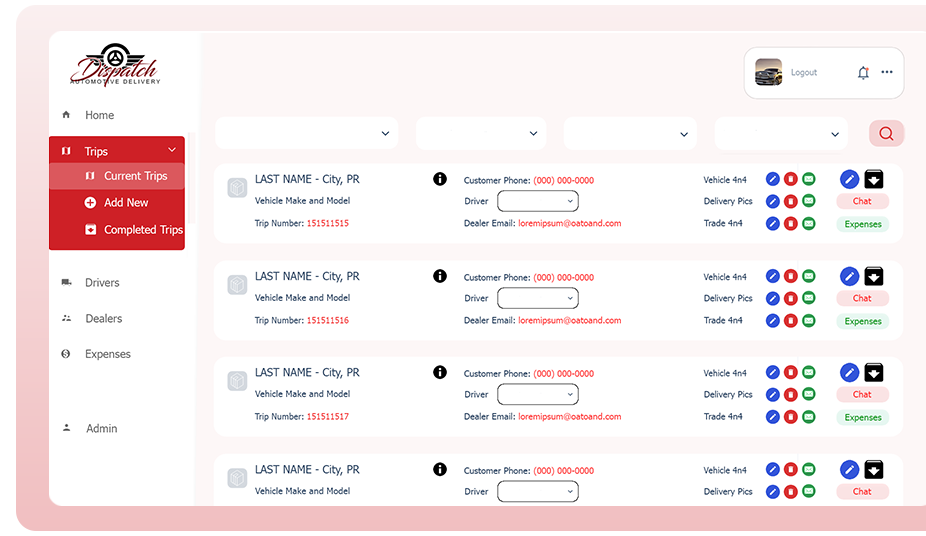 Dispatch
AUTOMOTIVE DELIVERY
Logout
Home
Trips
Current Trips
Add New
Completed Trips
Drivers
Dealers
Expenses
Admin
LAST NAME - City, PR
Customer Phone: (000) 000-0000
Vehicle 4n4
Vehicle Make and Model
Driver
Delivery Pics
Chat
Trip Number: 151511515
Dealer Email: loremipsum@oatoand.com
Trade 4n4
Expenses
LAST NAME - City, PR
Customer Phone: (000) 000-0000
Vehicle 4n4
Vehicle Make and Model
Driver
Delivery Pics
Chat
Trip Number: 151511516
Dealer Email: loremipsum@oatoand.com
Trade 4n4
Expenses
LAST NAME - City, PR
Customer Phone: (000) 000-0000
Vehicle 4n4
Vehicle Make and Model
Driver
Delivery Pics
Chat
Trip Number: 151511517
Dealer Email: loremipsum@oatoand.com
Trade 4n4
Expenses
LAST NAME - City, PR
Customer Phone: (000) 000-0000
Vehicle 4n4
Vehicle Make and Model
Driver
Delivery Pics
Chat